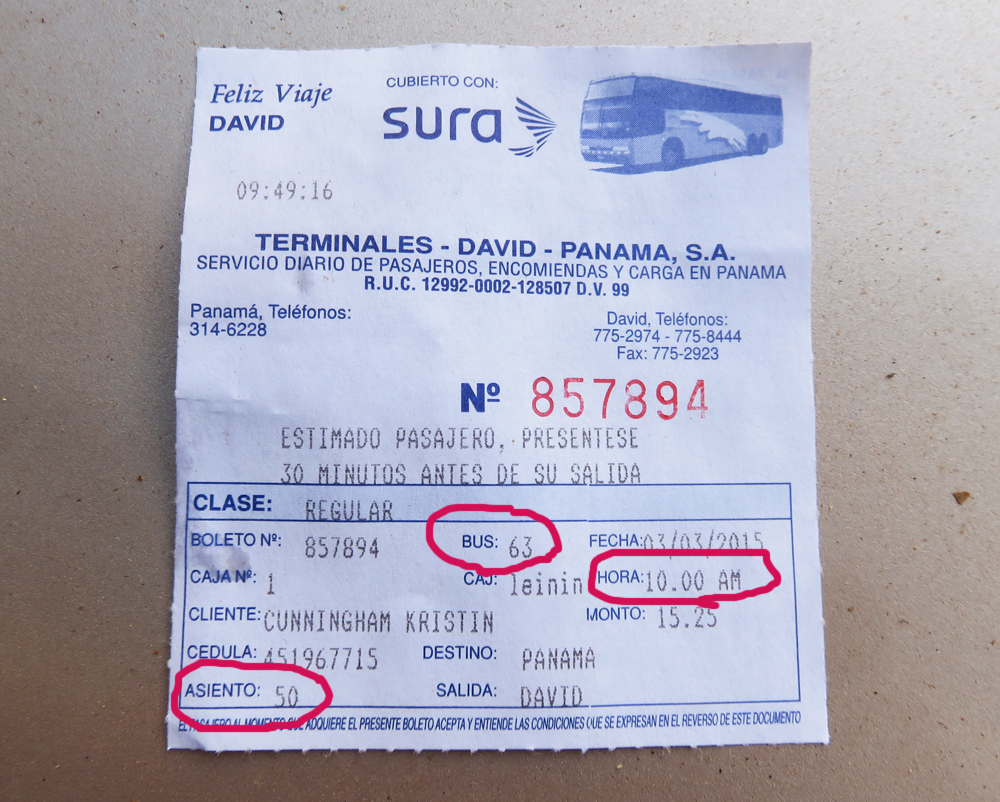 Feliz Viaje
DAVID
CUBIERTO CON:
sura
09:49:16
TERMINALES - DAVID - PANAMA, S.A.
SERVICIO DIARIO DE PASAJEROS, ENCOMIENDAS Y CARGA EN PANAMA
R.U.C. 12992-0002-128507 D.V. 99
Panamá, Teléfonos:
314-6228
David, Teléfonos:
775-2974 - 775-8444
Fax: 775-2923
Nº 857894
ESTIMADO PASAJERO, PRESENTESE
30 MINUTOS ANTES DE SU SALIDA
CLASE: REGULAR
BOLETO Nº: 857894 BUS: 63 FECHA: 03/03/2015
CAJA Nº: 1 CAJ: leinin HORA: 10.00 AM
CLIENTE: CUNNINGHAM KRISTIN MONTO: 15.25
CEDULA: 451967715 DESTINO: PANAMA
ASIENTO: 50 SALIDA: DAVID
EL PASAJERO AL MOMENTO QUE ADQUIERE EL PRESENTE BOLETO ACEPTA Y ENTIENDE LAS CONDICIONES QUE SE EXPRESAN EN EL REVERSO DE ESTE DOCUMENTO